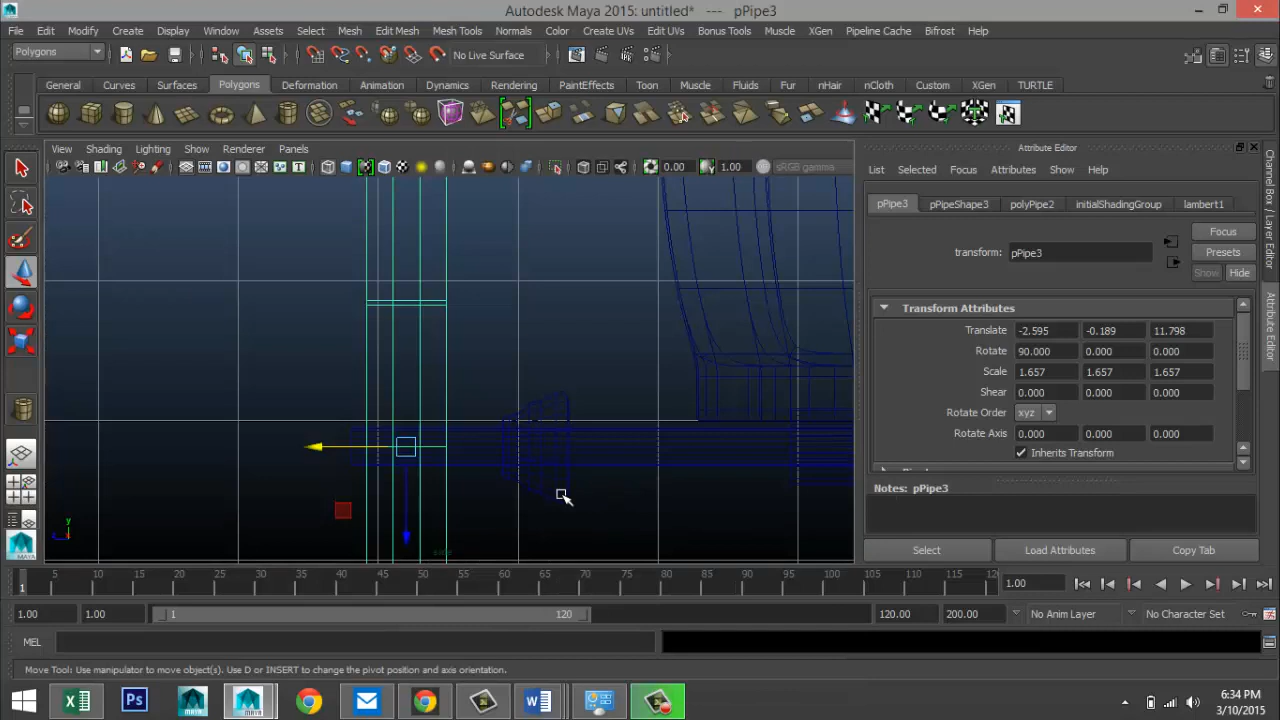 Autodesk Maya 2015: untitled* --- pPipe3
File Edit Modify Create Display Window Assets Select Mesh Edit Mesh Mesh Tools Normals Color Create UVs Edit UVs Bonus Tools Muscle XGen Pipeline Cache Bifrost Help
Polygons No Live Surface
General Curves Surfaces Polygons Deformation Animation Dynamics Rendering PaintEffects Toon Muscle Fluids Fur nHair nCloth Custom XGen TURTLE
View Shading Lighting Show Renderer Panels
0.00 1.00 sRGB gamma
Attribute Editor
List Selected Focus Attributes Show Help
pPipe3 pPipeShape3 polyPipe2 initialShadingGroup lambert1
Focus
transform: pPipe3
Presets
Show Hide
Transform Attributes
Translate -2.595 -0.189 11.798
Rotate 90.000 0.000 0.000
Scale 1.657 1.657 1.657
Shear 0.000 0.000 0.000
Rotate Order xyz
Rotate Axis 0.000 0.000 0.000
Inherits Transform
Notes: pPipe3
Select Load Attributes Copy Tab
Channel Box / Layer Editor
Attribute Editor
y
z
side
1 5 10 15 20 25 30 35 40 45 50 55 60 65 70 75 80 85 90 95 100 105 110 115 120
1.00
1.00 1.00 1 120 120.00 200.00 No Anim Layer No Character Set
MEL
Move Tool: Use manipulator to move object(s). Use D or INSERT to change the pivot position and axis orientation.
6:34 PM
3/10/2015